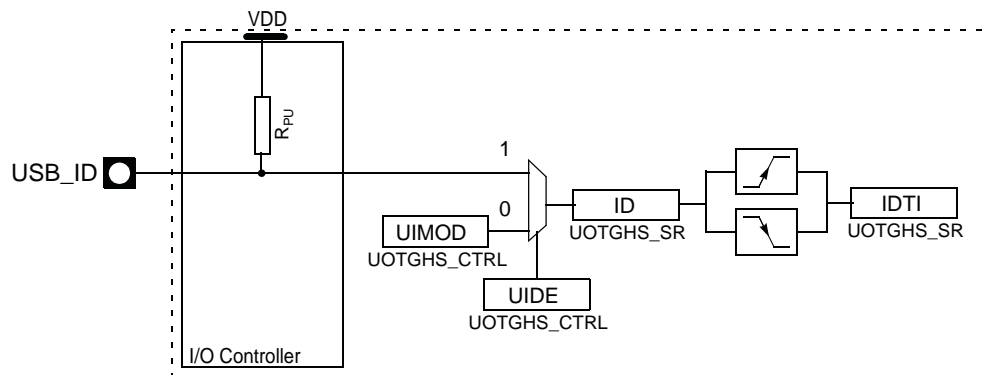 VDD
RPU
USB_ID
1
0
UIMOD
UOTGHS_CTRL
UIDE
UOTGHS_CTRL
ID
UOTGHS_SR
IDTI
UOTGHS_SR
I/O Controller